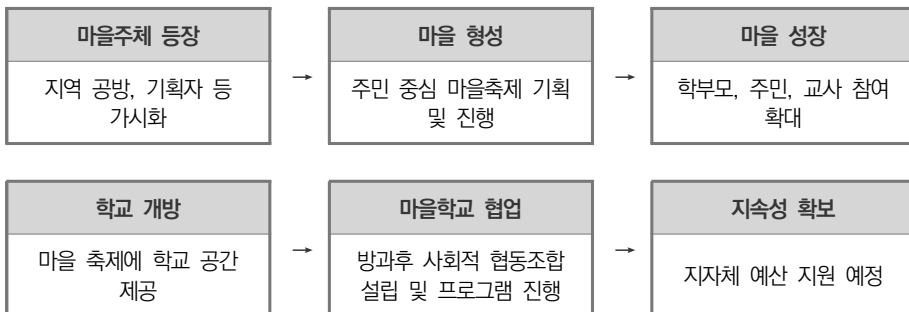 마을주체 등장
지역 공방, 기획자 등
가시화
→
마을 형성
주민 중심 마을축제 기획
및 진행
→
마을 성장
학부모, 주민, 교사 참여
확대
학교 개방
마을 축제에 학교 공간
제공
→
마을학교 협업
방과후 사회적 협동조합
설립 및 프로그램 진행
→
지속성 확보
지자체 예산 지원 예정